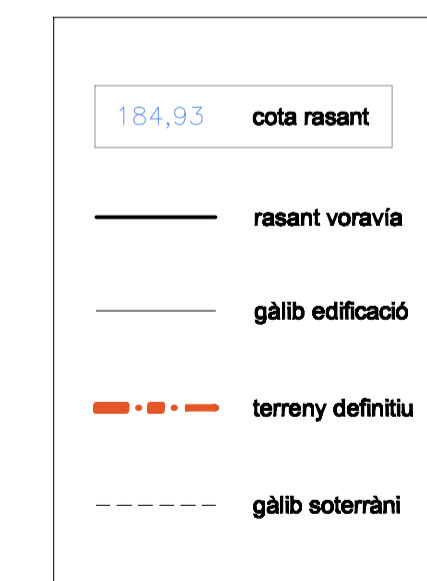 184,93 cota rasant
rasant voravía
gàlib edificació
terreny definitiu
gàlib soterràni